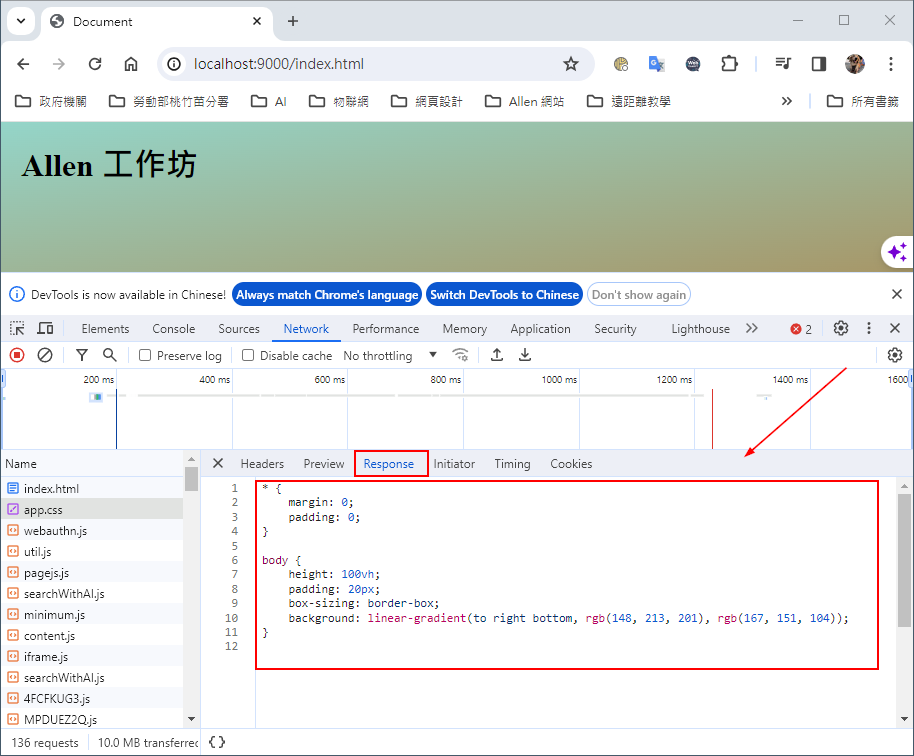 Document
localhost:9000/index.html
政府機關 勞動部桃竹苗分署 AI 物聯網 網頁設計 Allen 網站 遠距離教學 所有書籤
Allen 工作坊
DevTools is now available in Chinese! Always match Chrome's language Switch DevTools to Chinese Don't show again
Elements Console Sources Network Performance Memory Application Security Lighthouse 2
Preserve log Disable cache No throttling
200 ms 400 ms 600 ms 800 ms 1000 ms 1200 ms 1400 ms 1600
Name Headers Preview Response Initiator Timing Cookies
index.html
app.css
webauthn.js
util.js
pagejs.js
searchWithAI.js
minimum.js
content.js
iframe.js
searchWithAI.js
4FCFKUG3.js
MPDUEZ2Q.js
1 * {
2 margin: 0;
3 padding: 0;
4 }
5
6 body {
7 height: 100vh;
8 padding: 20px;
9 box-sizing: border-box;
10 background: linear-gradient(to right bottom, rgb(148, 213, 201), rgb(167, 151, 104));
11 }
12
136 requests 10.0 MB transferrec {}